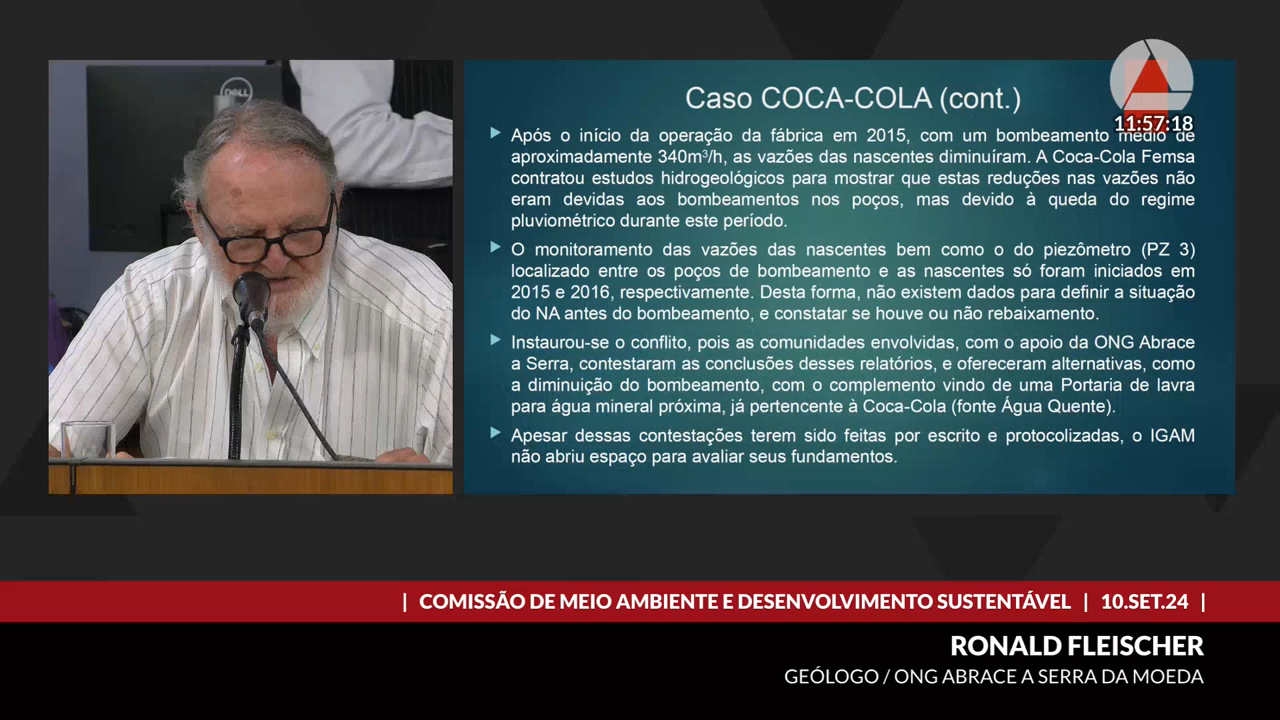 DELL
Caso COCA-COLA (cont.)
11:57:18
Após o início da operação da fábrica em 2015, com um bombeamento médio de
aproximadamente 340m³/h, as vazões das nascentes diminuíram. A Coca-Cola Femsa
contratou estudos hidrogeológicos para mostrar que estas reduções nas vazões não
eram devidas aos bombeamentos nos poços, mas devido à queda do regime
pluviométrico durante este período.
O monitoramento das vazões das nascentes bem como o do piezômetro (PZ 3)
localizado entre os poços de bombeamento e as nascentes só foram iniciados em
2015 e 2016, respectivamente. Desta forma, não existem dados para definir a situação
do NA antes do bombeamento, e constatar se houve ou não rebaixamento.
Instaurou-se o conflito, pois as comunidades envolvidas, com o apoio da ONG Abrace
a Serra, contestaram as conclusões desses relatórios, e ofereceram alternativas, como
a diminuição do bombeamento, com o complemento vindo de uma Portaria de lavra
para água mineral próxima, já pertencente à Coca-Cola (fonte Água Quente).
Apesar dessas contestações terem sido feitas por escrito e protocolizadas, o IGAM
não abriu espaço para avaliar seus fundamentos.
| COMISSÃO DE MEIO AMBIENTE E DESENVOLVIMENTO SUSTENTÁVEL | 10.SET.24 |
RONALD FLEISCHER
GEÓLOGO / ONG ABRACE A SERRA DA MOEDA